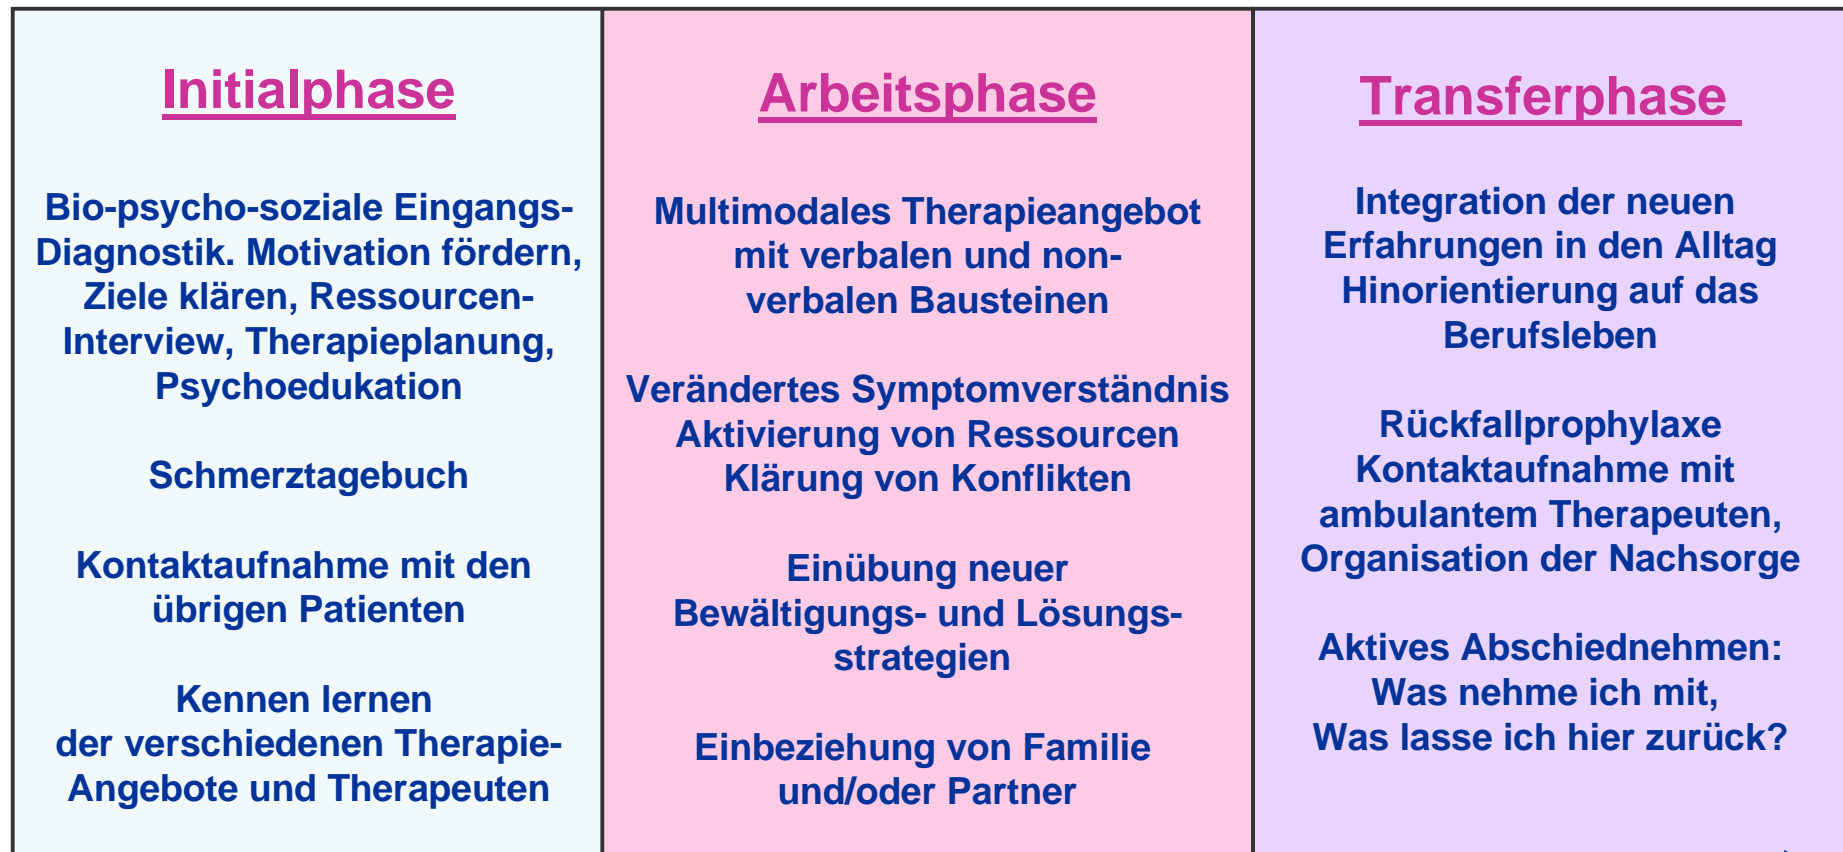 Initialphase
Bio-psycho-soziale Eingangs-
Diagnostik. Motivation fördern,
Ziele klären, Ressourcen-
Interview, Therapieplanung,
Psychoedukation
Schmerztagebuch
Kontaktaufnahme mit den
übrigen Patienten
Kennen lernen
der verschiedenen Therapie-
Angebote und Therapeuten
Arbeitsphase
Multimodales Therapieangebot
mit verbalen und non-
verbalen Bausteinen
Verändertes Symptomverständnis
Aktivierung von Ressourcen
Klärung von Konflikten
Einübung neuer
Bewältigungs- und Lösungs-
strategien
Einbeziehung von Familie
und/oder Partner
Transferphase
Integration der neuen
Erfahrungen in den Alltag
Hinorientierung auf das
Berufsleben
Rückfallprophylaxe
Kontaktaufnahme mit
ambulantem Therapeuten,
Organisation der Nachsorge
Aktives Abschiednehmen:
Was nehme ich mit,
Was lasse ich hier zurück?